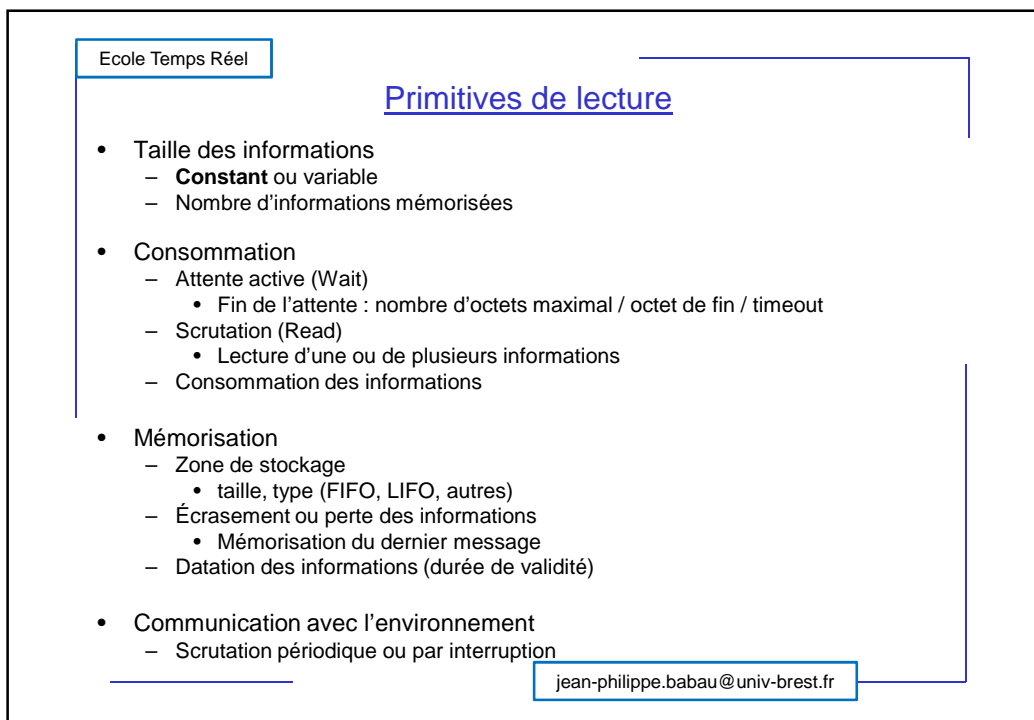 Ecole Temps Réel
Primitives de lecture
• Taille des informations
– Constant ou variable
– Nombre d'informations mémorisées
• Consommation
– Attente active (Wait)
• Fin de l'attente : nombre d'octets maximal / octet de fin / timeout
– Scrutation (Read)
• Lecture d'une ou de plusieurs informations
– Consommation des informations
• Mémorisation
– Zone de stockage
• taille, type (FIFO, LIFO, autres)
– Écrasement ou perte des informations
• Mémorisation du dernier message
– Datation des informations (durée de validité)
• Communication avec l'environnement
– Scrutation périodique ou par interruption
jean-philippe.babau@univ-brest.fr